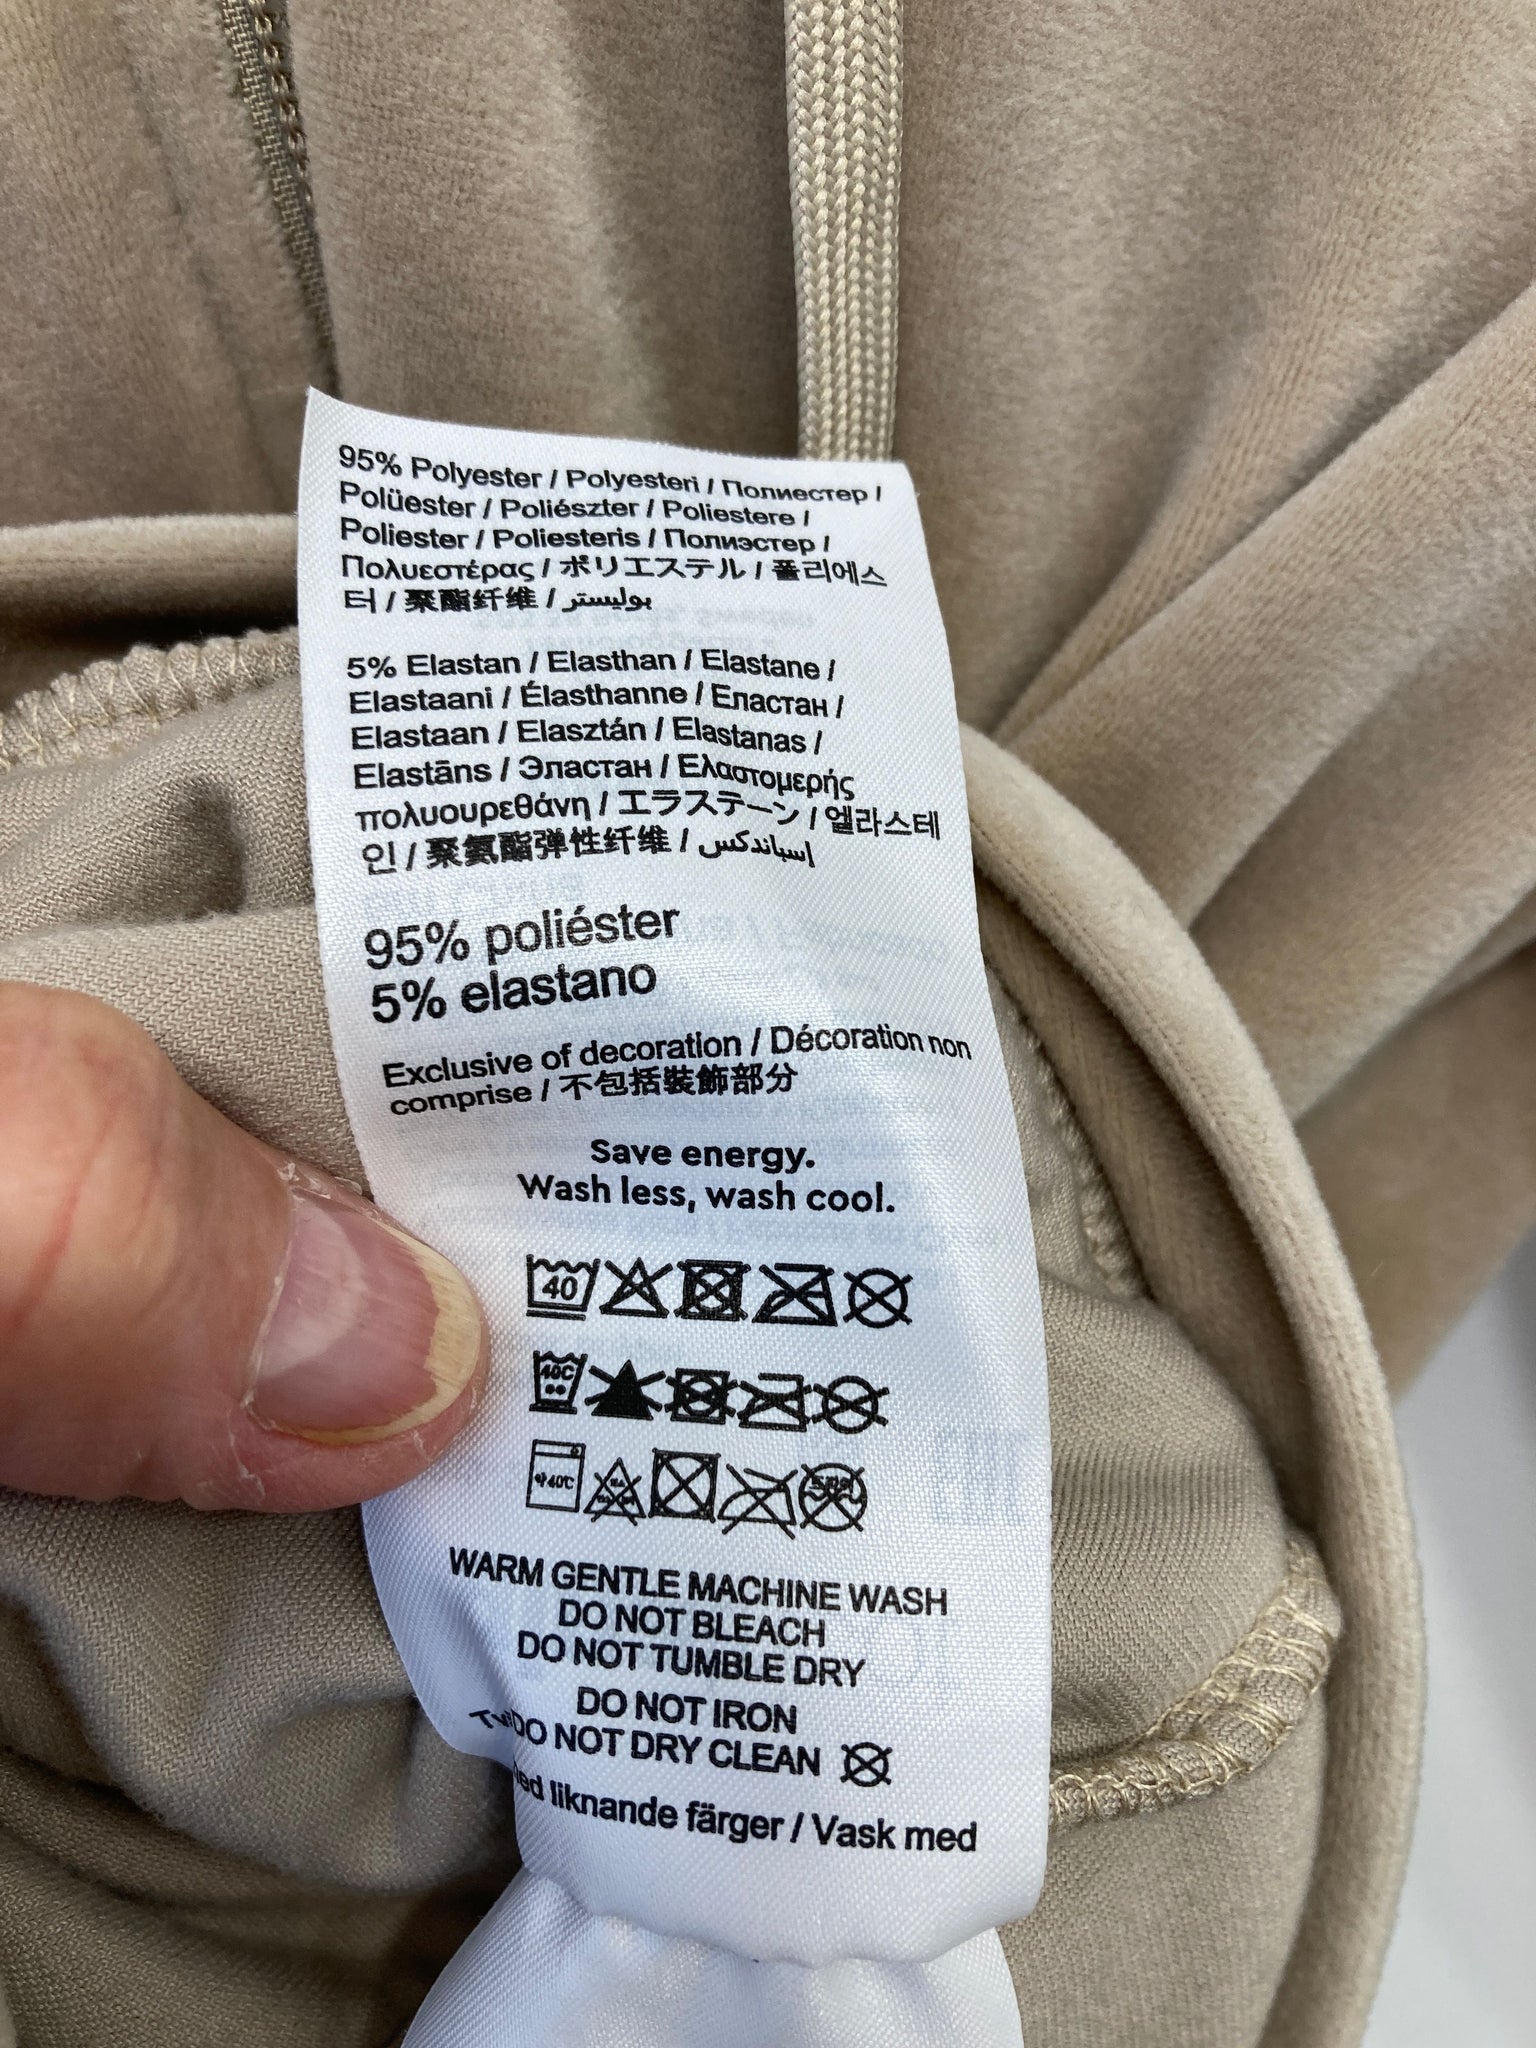 95% Polyester / Polyesteri / Полиестер /
Polüester / Poliészter / Poliestere /
Poliester / Poliesteris / Полиэстер /
Πολυεστέρας / ポリエステル / 폴리에스
터 / 聚酯纤维 / بوليستر
5% Elastan / Elasthan / Elastane /
Elastaani / Élasthanne / Еластан /
Elastaan / Elasztán / Elastanas /
Elastāns / Эластан / Ελαστομερής
πολυουρεθάνη / エラステーン / 엘라스테
인 / 聚氨酯弹性纤维 / اسباندكس
95% poliéster
5% elastano
Exclusive of decoration / Décoration non
comprise / 不包括裝飾部分
Save energy.
Wash less, wash cool.
40
40C
40℃
WARM GENTLE MACHINE WASH
DO NOT BLEACH
DO NOT TUMBLE DRY
DO NOT IRON
DO NOT DRY CLEAN
liknande färger / Vask med